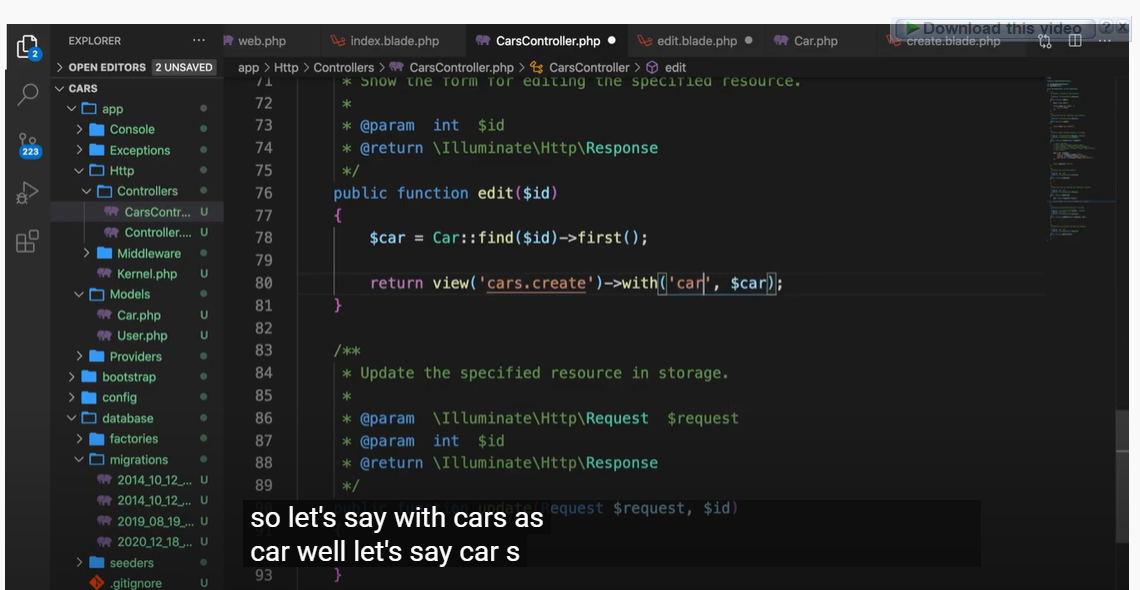 Download this video ? X
2
EXPLORER ···
web.php index.blade.php CarsController.php ● edit.blade.php ● Car.php create.blade.php
OPEN EDITORS 2 UNSAVED
app > Http > Controllers > CarsController.php > CarsController > edit
CARS
app
Console
Exceptions
Http
Controllers
CarsContr... U
Controller.... U
Middleware
Kernel.php U
Models
Car.php U
User.php U
Providers
bootstrap
config
database
factories
migrations
2014_10_12_... U
2014_10_12_... U
2019_08_19_... U
2020_12_18_... U
seeders
.gitignore U
223
71 * Show the form for editing the specified resource.
72 *
73 * @param int $id
74 * @return \Illuminate\Http\Response
75 */
76 public function edit($id)
77 {
78 $car = Car::find($id)->first();
79
80 return view('cars.create')->with('car', $car);
81 }
82
83 /**
84 * Update the specified resource in storage.
85 *
86 * @param \Illuminate\Http\Request $request
87 * @param int $id
88 * @return \Illuminate\Http\Response
89 */
public function update(Request $request, $id)
93 }
so let's say with cars as
car well let's say car s